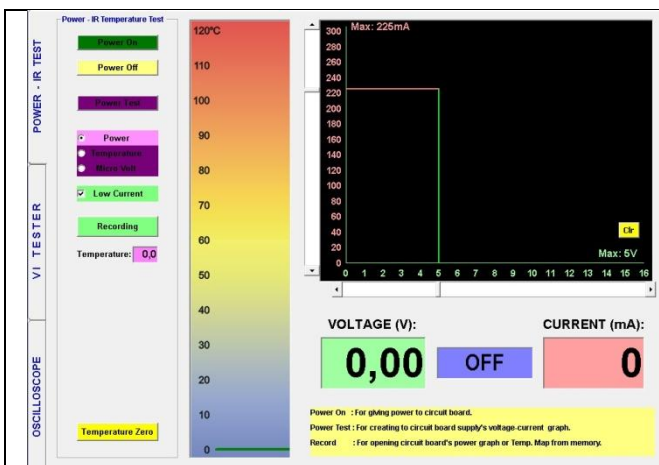 POWER - IR TEST
VI TESTER
OSCILLOSCOPE
Power - IR Temperature Test
Power On
Power Off
Power Test
Power
Temperature
Micro Volt
Low Current
Recording
Temperature: 0,0
Temperature Zero
120°C
110
100
90
80
70
60
50
40
30
20
10
0
Max: 225mA
300
280
260
240
220
200
180
160
140
120
100
80
60
40
20
0
Clr
Max: 5V
0 1 2 3 4 5 6 7 8 9 10 11 12 13 14 15 16
VOLTAGE (V): CURRENT (mA):
0,00 OFF 0
Power On : For giving power to circuit board.
Power Test : For creating to circuit board supply's voltage-current graph.
Record : For opening circuit board's power graph or Temp. Map from memory.